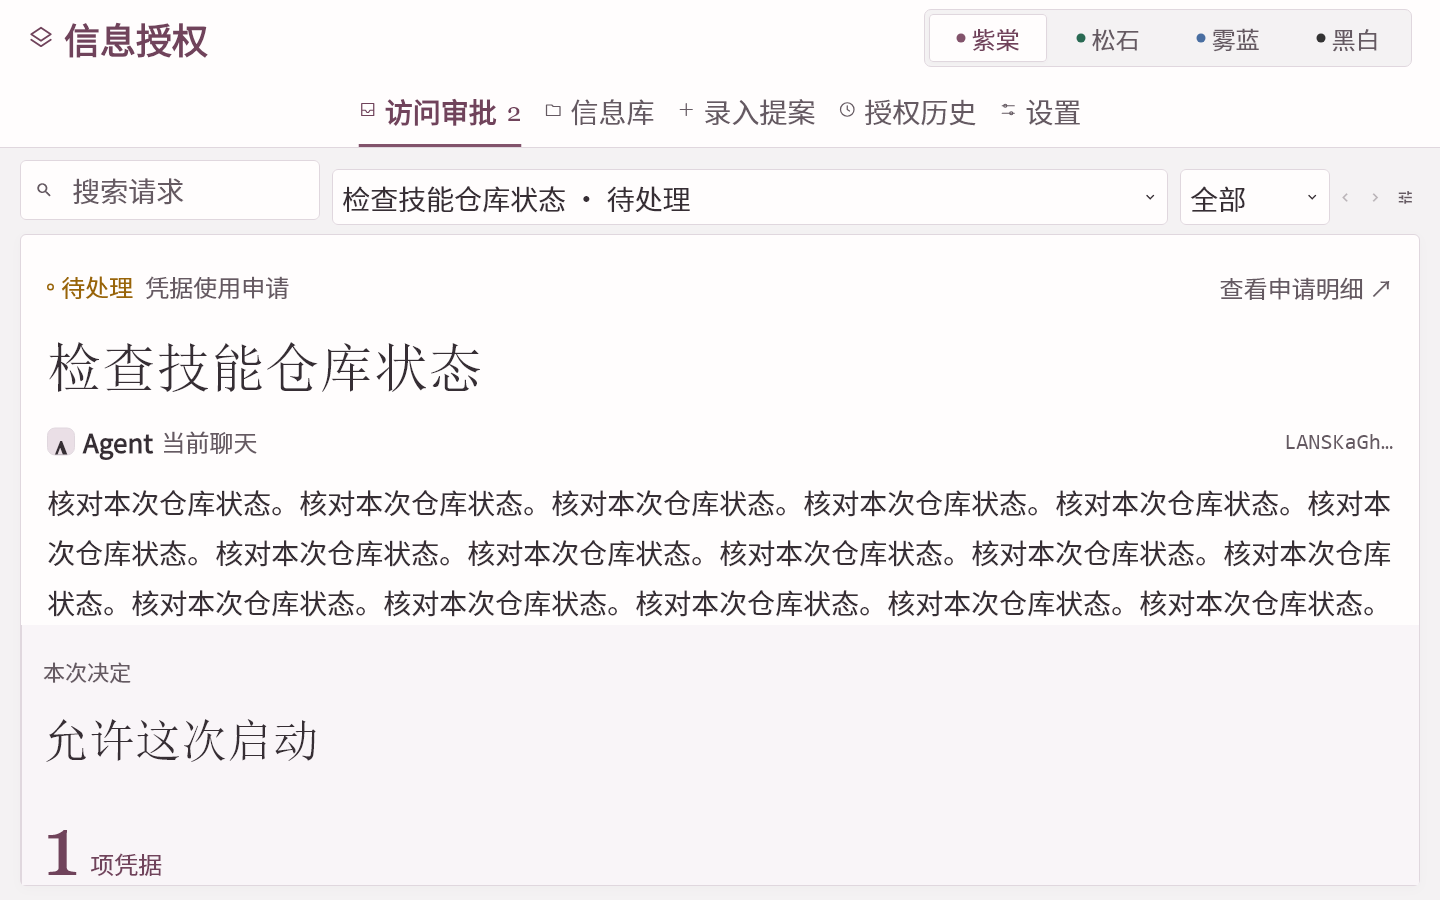 信息授权
紫棠 松石 雾蓝 黑白
访问审批 2 信息库 录入提案 授权历史 设置
搜索请求 检查技能仓库状态 · 待处理 全部
待处理 凭据使用申请 查看申请明细 ↗
检查技能仓库状态
Agent 当前聊天 LANSKaGh…
核对本次仓库状态。核对本次仓库状态。核对本次仓库状态。核对本次仓库状态。核对本次仓库状态。核对本
次仓库状态。核对本次仓库状态。核对本次仓库状态。核对本次仓库状态。核对本次仓库状态。核对本次仓库
状态。核对本次仓库状态。核对本次仓库状态。核对本次仓库状态。核对本次仓库状态。核对本次仓库状态。
本次决定
允许这次启动
1 项凭据